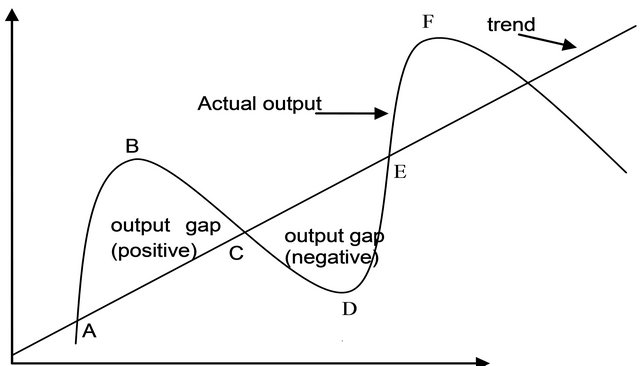 F
trend
Actual output
B
E
output gap
(positive)
output gap
(negative)
C
D
A